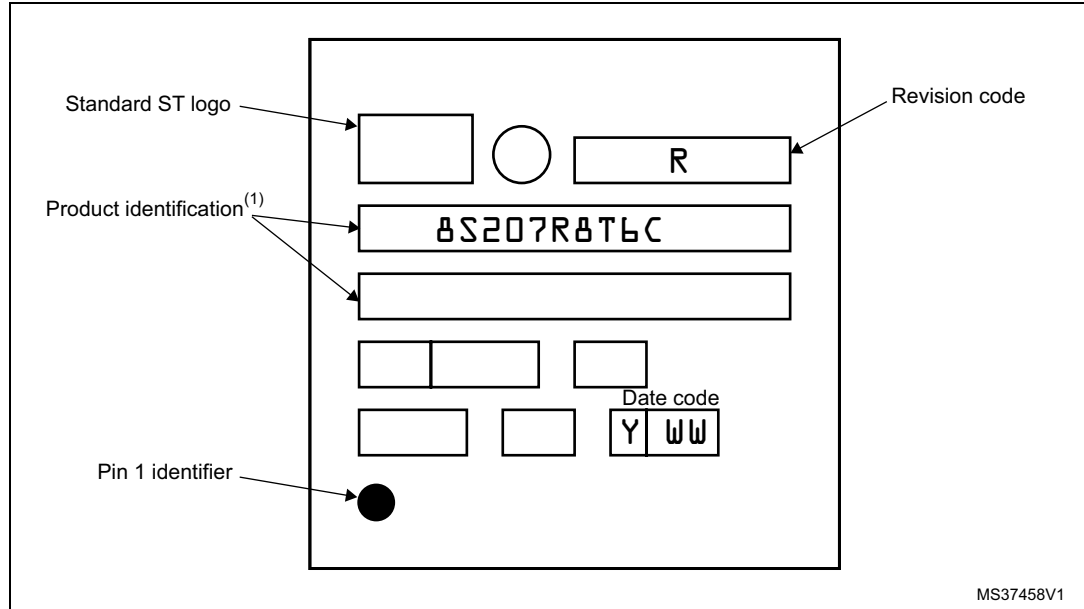 Standard ST logo
Revision code
R
Product identification(1)
8S207R8T6C
Date code
Y WW
Pin 1 identifier
MS37458V1